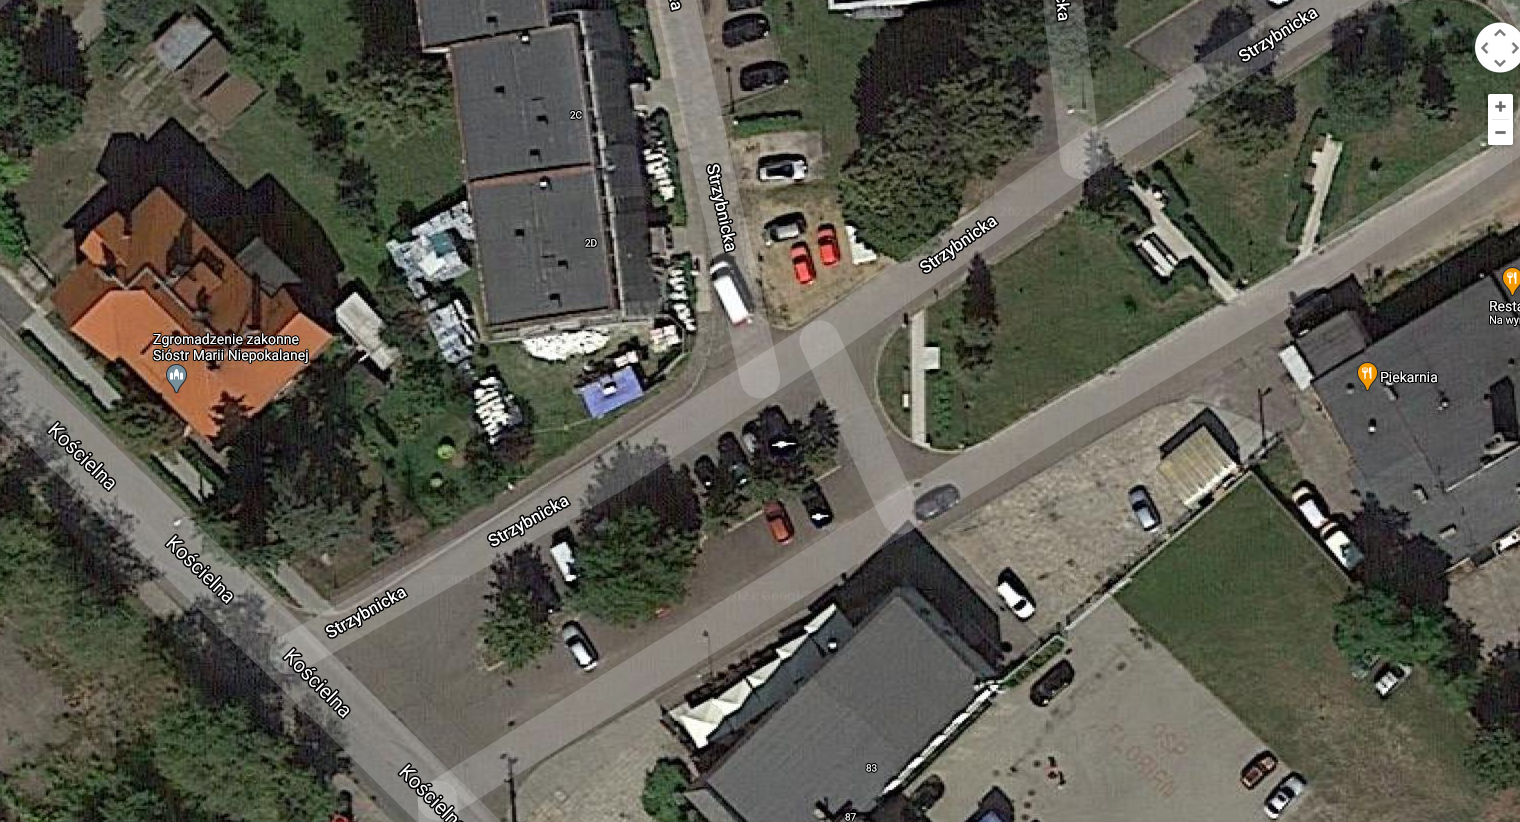 Strzybnicka
2C
Strzybnicka
2D
Strzybnicka
Resta
Na wy
Zgromadzenie zakonne
Sióstr Marii Niepokalanej
Piekarnia
Kościelna
Strzybnicka
Kościelna
Strzybnicka
Kościelna
Kościelna
OSP
83
87